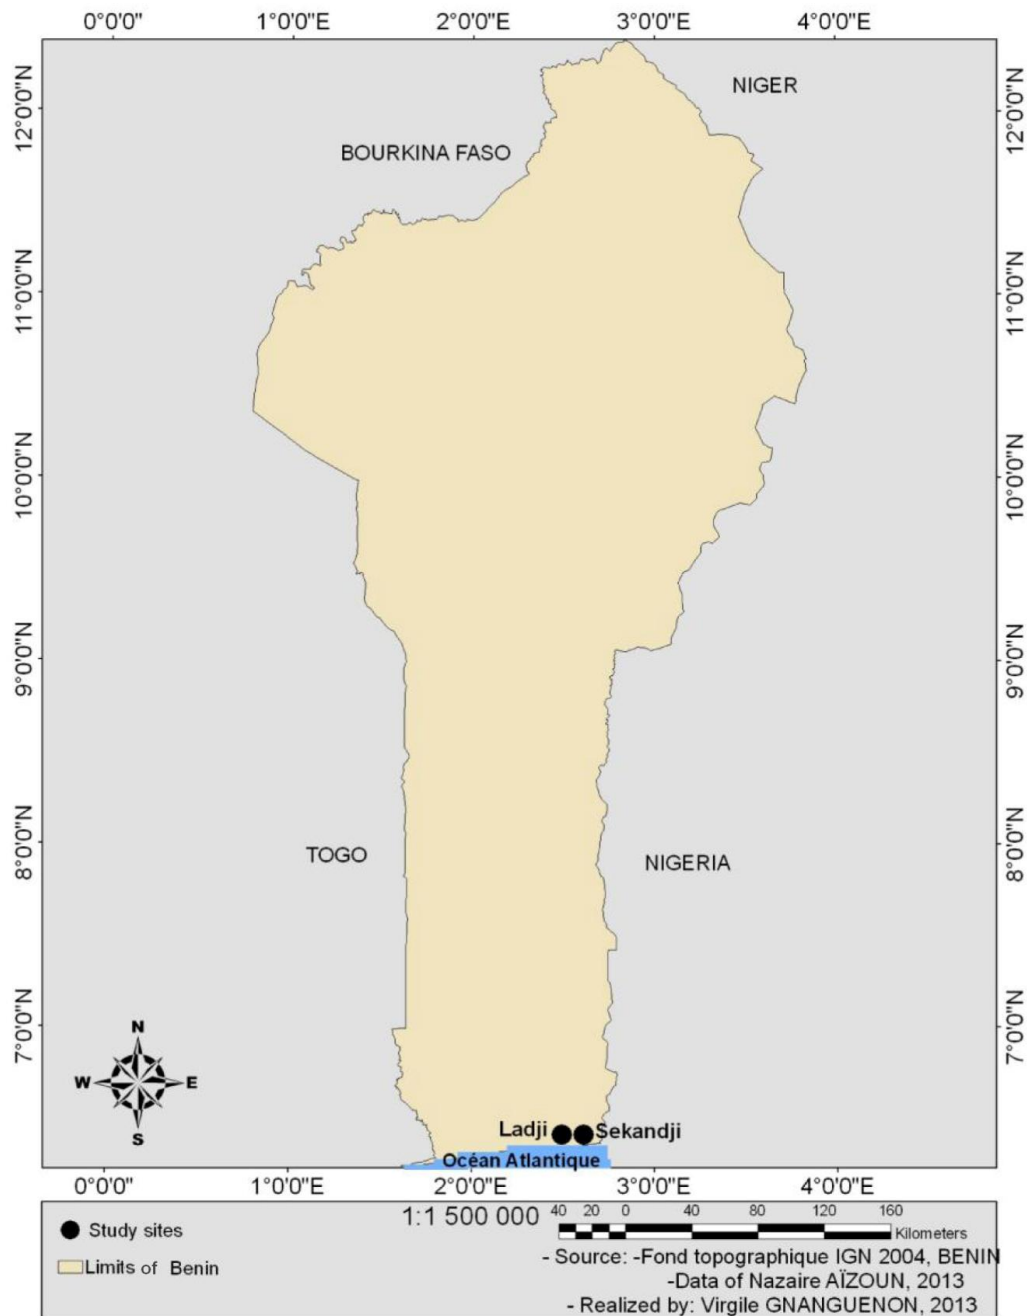 0°0'0" 1°0'0"E 2°0'0"E 3°0'0"E 4°0'0"E
NIGER
12°0'0"N 12°0'0"N
BOURKINA FASO
11°0'0"N 11°0'0"N
10°0'0"N 10°0'0"N
9°0'0"N 9°0'0"N
8°0'0"N 8°0'0"N
TOGO NIGERIA
7°0'0"N 7°0'0"N
N
W E
S
Ladji Sekandji
Océan Atlantique
0°0'0" 1°0'0"E 2°0'0"E 3°0'0"E 4°0'0"E
Study sites
Limits of Benin
1:1 500 000
40 20 0 40 80 120 160
Kilometers
- Source: -Fond topographique IGN 2004, BENIN
-Data of Nazaire AÏZOUN, 2013
- Realized by: Virgile GNANGUENON, 2013